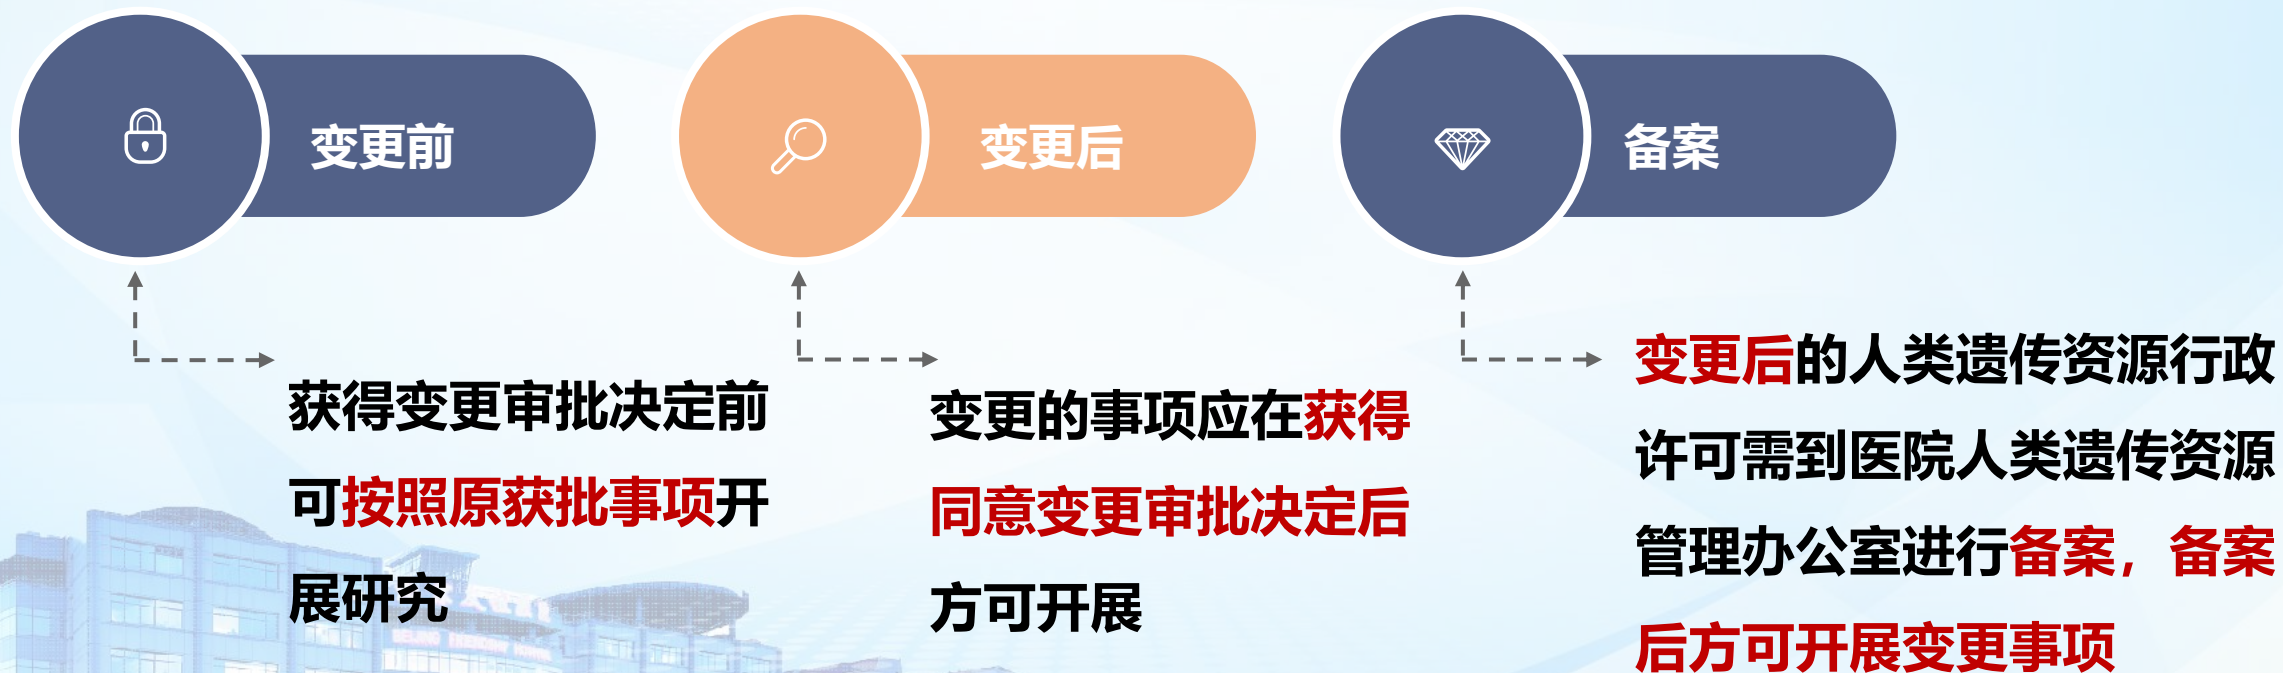 变更前
获得变更审批决定前
可按照原获批事项开
展研究
变更后
变更的事项应在获得
同意变更审批决定后
方可开展
备案
变更后的人类遗传资源行政
许可需到医院人类遗传资源
管理办公室进行备案，备案
后方可开展变更事项